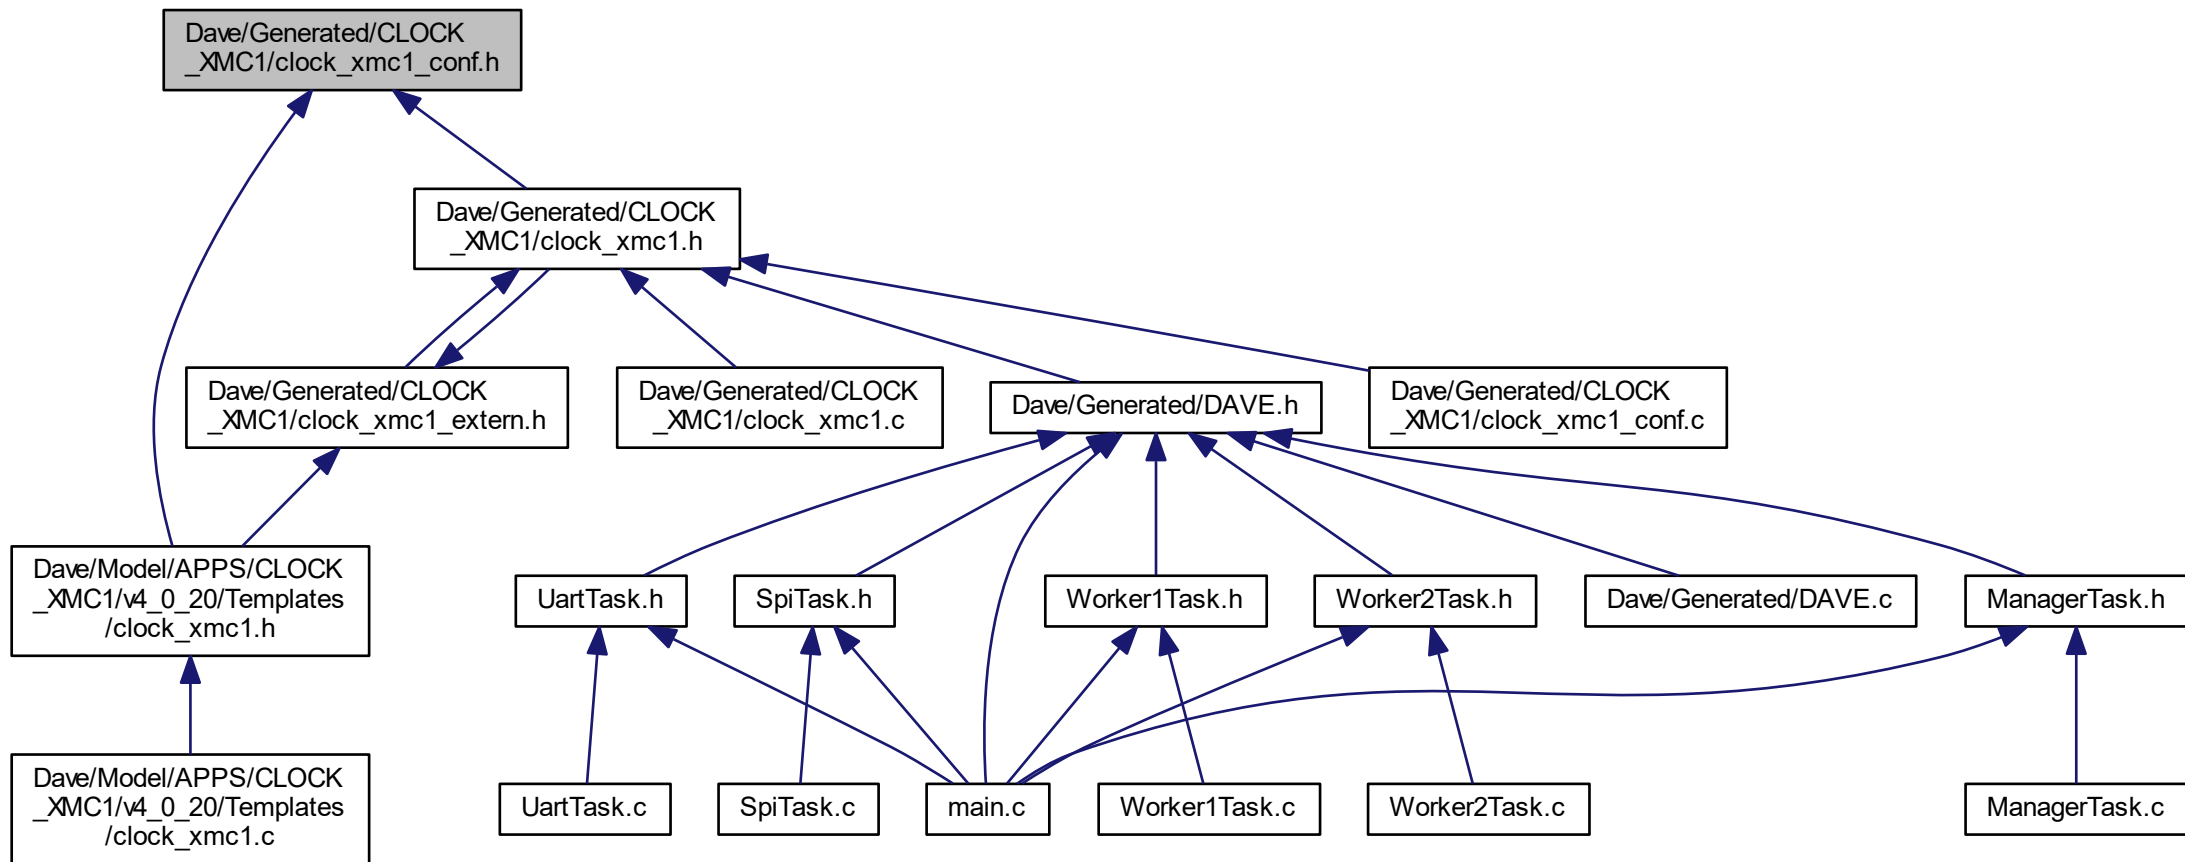 Dave/Generated/CLOCK
_XMC1/clock_xmc1_conf.h
Dave/Generated/CLOCK
_XMC1/clock_xmc1.h
Dave/Generated/CLOCK
_XMC1/clock_xmc1_extern.h
Dave/Generated/CLOCK
_XMC1/clock_xmc1.c
Dave/Generated/DAVE.h
Dave/Generated/CLOCK
_XMC1/clock_xmc1_conf.c
Dave/Model/APPS/CLOCK
_XMC1/v4_0_20/Templates
/clock_xmc1.h
UartTask.h
SpiTask.h
Worker1Task.h
Worker2Task.h
Dave/Generated/DAVE.c
ManagerTask.h
Dave/Model/APPS/CLOCK
_XMC1/v4_0_20/Templates
/clock_xmc1.c
UartTask.c
SpiTask.c
main.c
Worker1Task.c
Worker2Task.c
ManagerTask.c